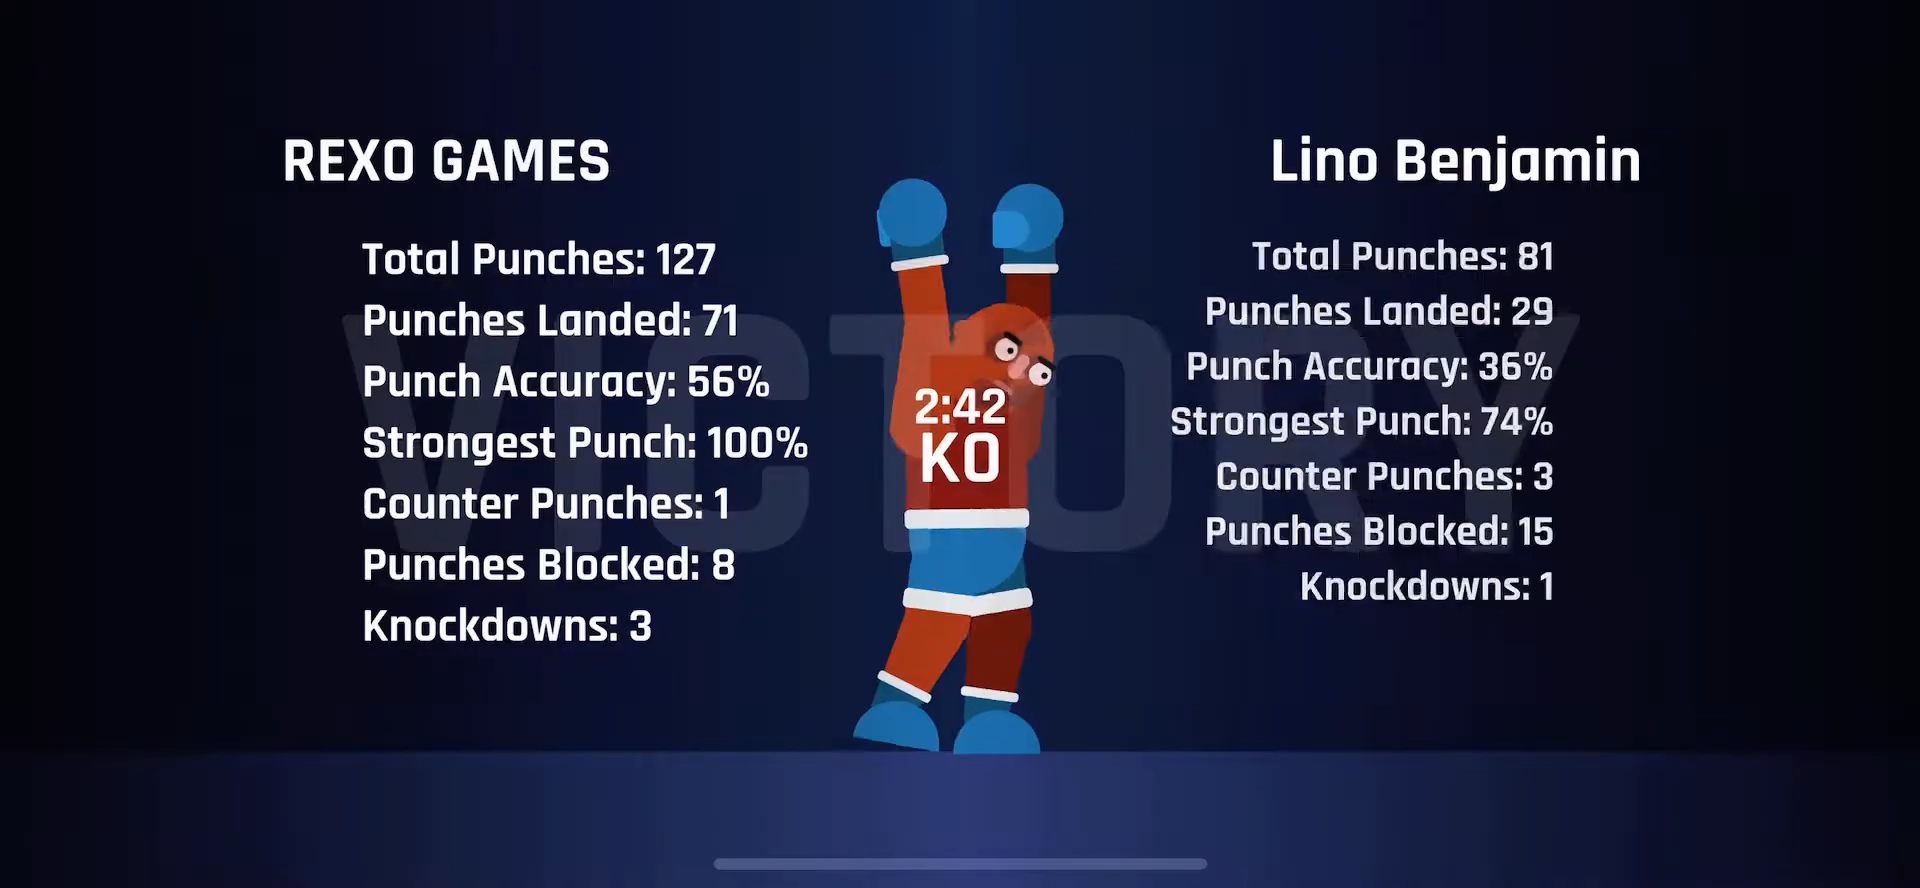 VICTORY
REXO GAMES
Total Punches: 127
Punches Landed: 71
Punch Accuracy: 56%
Strongest Punch: 100%
Counter Punches: 1
Punches Blocked: 8
Knockdowns: 3
2:42
KO
Lino Benjamin
Total Punches: 81
Punches Landed: 29
Punch Accuracy: 36%
Strongest Punch: 74%
Counter Punches: 3
Punches Blocked: 15
Knockdowns: 1